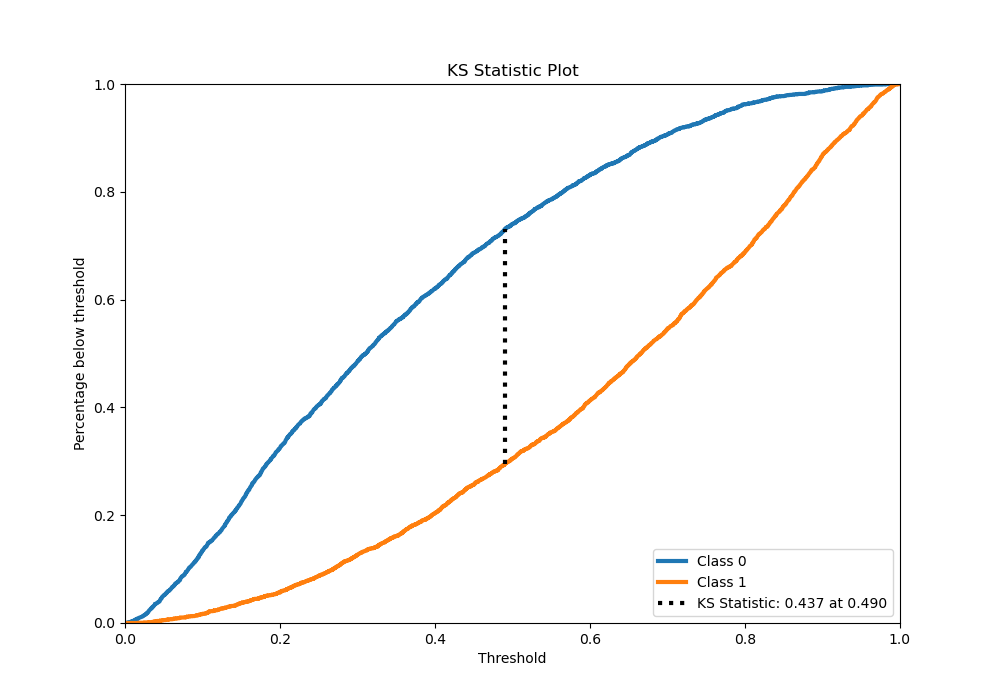 KS Statistic Plot
1.0
0.8
0.6
0.4
0.2
0.0
Percentage below threshold
0.0 0.2 0.4 0.6 0.8 1.0
Threshold
Class 0
Class 1
KS Statistic: 0.437 at 0.490